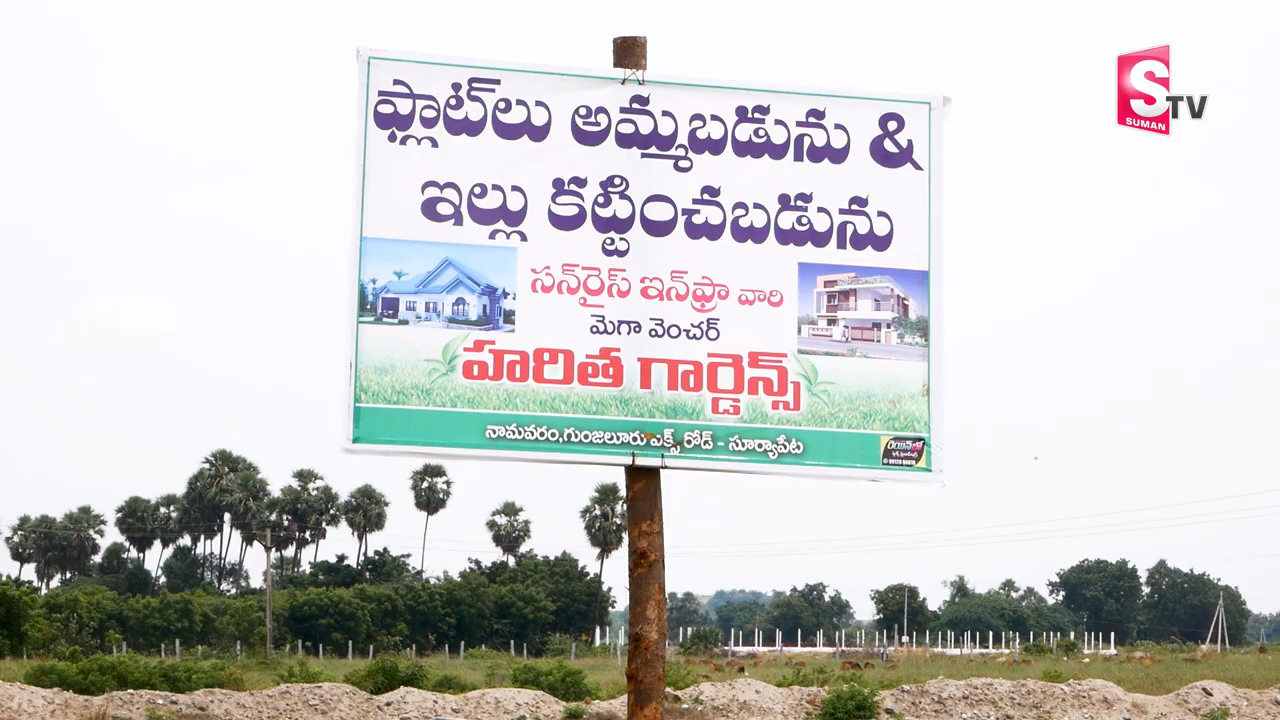 ఫ్లాట్‌లు అమ్మబడును &
ఇల్లు కట్టించబడును
సన్‌రైస్ ఇన్‌ఫ్రా వారి
మెగా వెంచర్
హరిత గార్డెన్స్
నామవరం,గుంజలూరు ఎక్స్ రోడ్ - సూర్యాపేట
S
SUMAN
TV